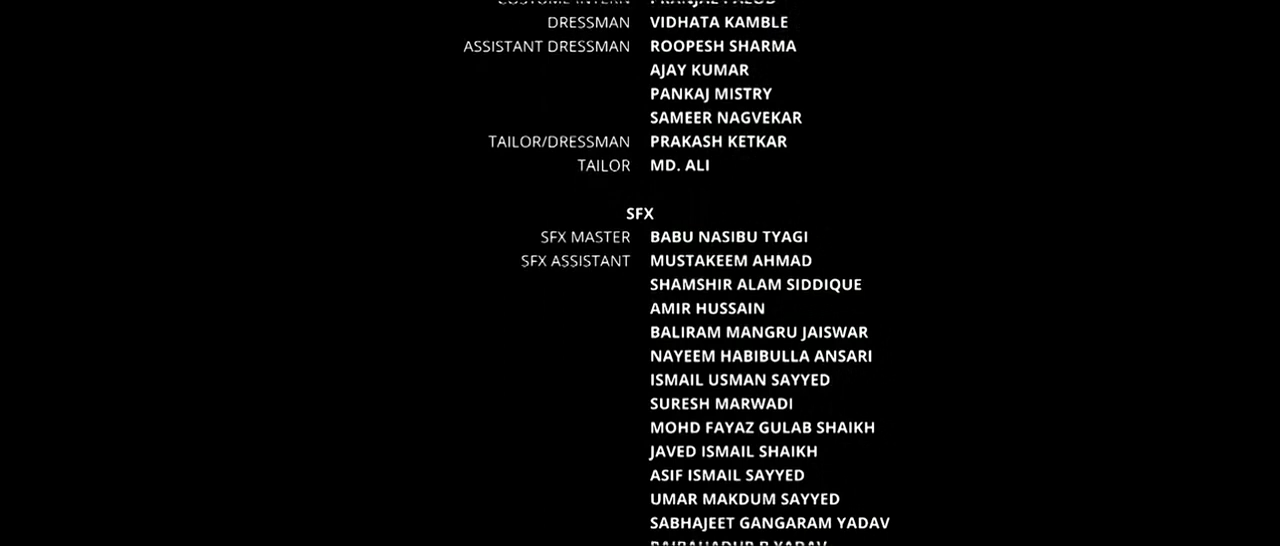 COSTUME INTERN
DRESSMAN VIDHATA KAMBLE
ASSISTANT DRESSMAN ROOPESH SHARMA
AJAY KUMAR
PANKAJ MISTRY
SAMEER NAGVEKAR
TAILOR/DRESSMAN PRAKASH KETKAR
TAILOR MD. ALI
SFX
SFX MASTER BABU NASIBU TYAGI
SFX ASSISTANT MUSTAKEEM AHMAD
SHAMSHIR ALAM SIDDIQUE
AMIR HUSSAIN
BALIRAM MANGRU JAISWAR
NAYEEM HABIBULLA ANSARI
ISMAIL USMAN SAYYED
SURESH MARWADI
MOHD FAYAZ GULAB SHAIKH
JAVED ISMAIL SHAIKH
ASIF ISMAIL SAYYED
UMAR MAKDUM SAYYED
SABHAJEET GANGARAM YADAV